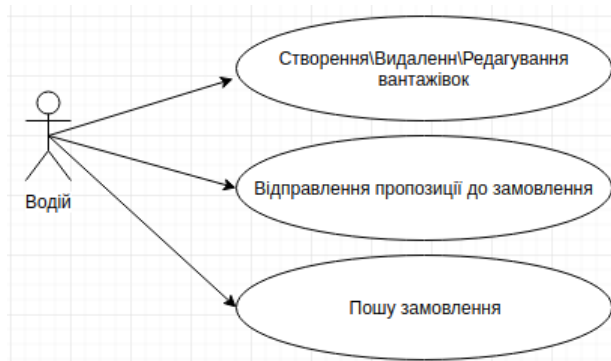 Створення\Видаленн\Редагування
вантажівок
Відправлення пропозиції до замовлення
Водій
Пошу замовлення